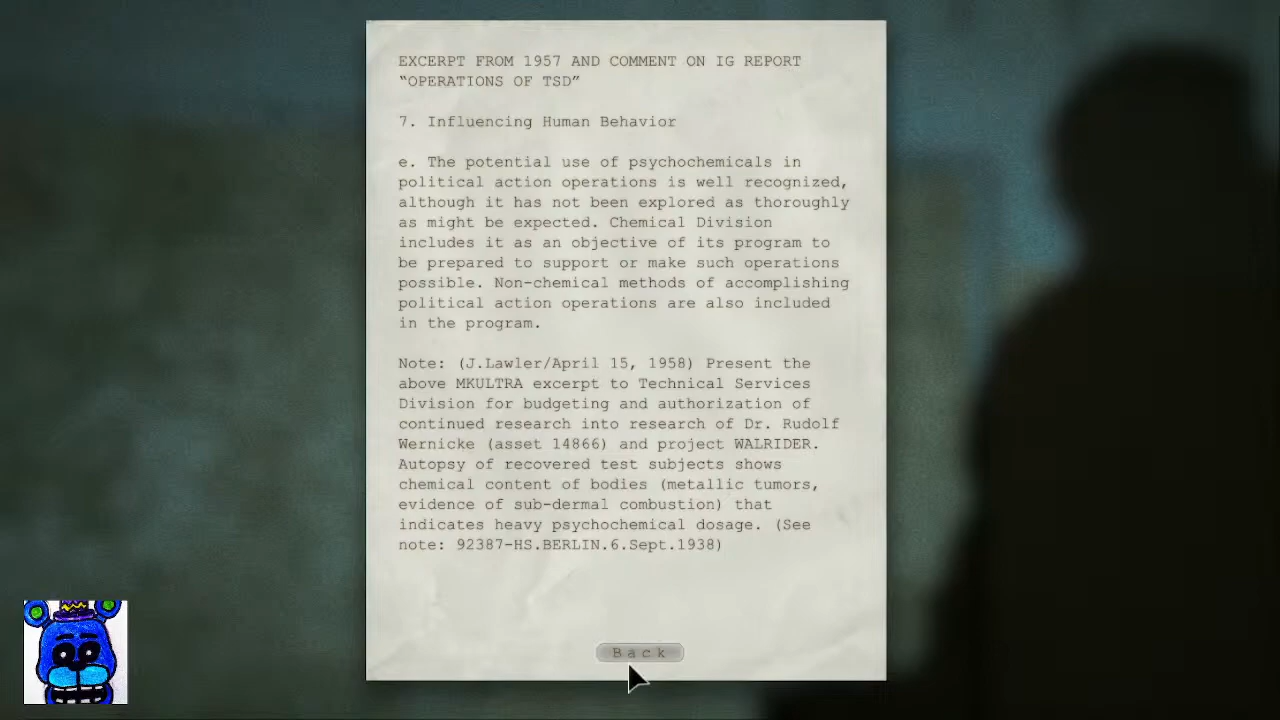 EXCERPT FROM 1957 AND COMMENT ON IG REPORT
“OPERATIONS OF TSD”
7. Influencing Human Behavior
e. The potential use of psychochemicals in
political action operations is well recognized,
although it has not been explored as thoroughly
as might be expected. Chemical Division
includes it as an objective of its program to
be prepared to support or make such operations
possible. Non-chemical methods of accomplishing
political action operations are also included
in the program.
Note: (J.Lawler/April 15, 1958) Present the
above MKULTRA excerpt to Technical Services
Division for budgeting and authorization of
continued research into research of Dr. Rudolf
Wernicke (asset 14866) and project WALRIDER.
Autopsy of recovered test subjects shows
chemical content of bodies (metallic tumors,
evidence of sub-dermal combustion) that
indicates heavy psychochemical dosage. (See
note: 92387-HS.BERLIN.6.Sept.1938)
Back